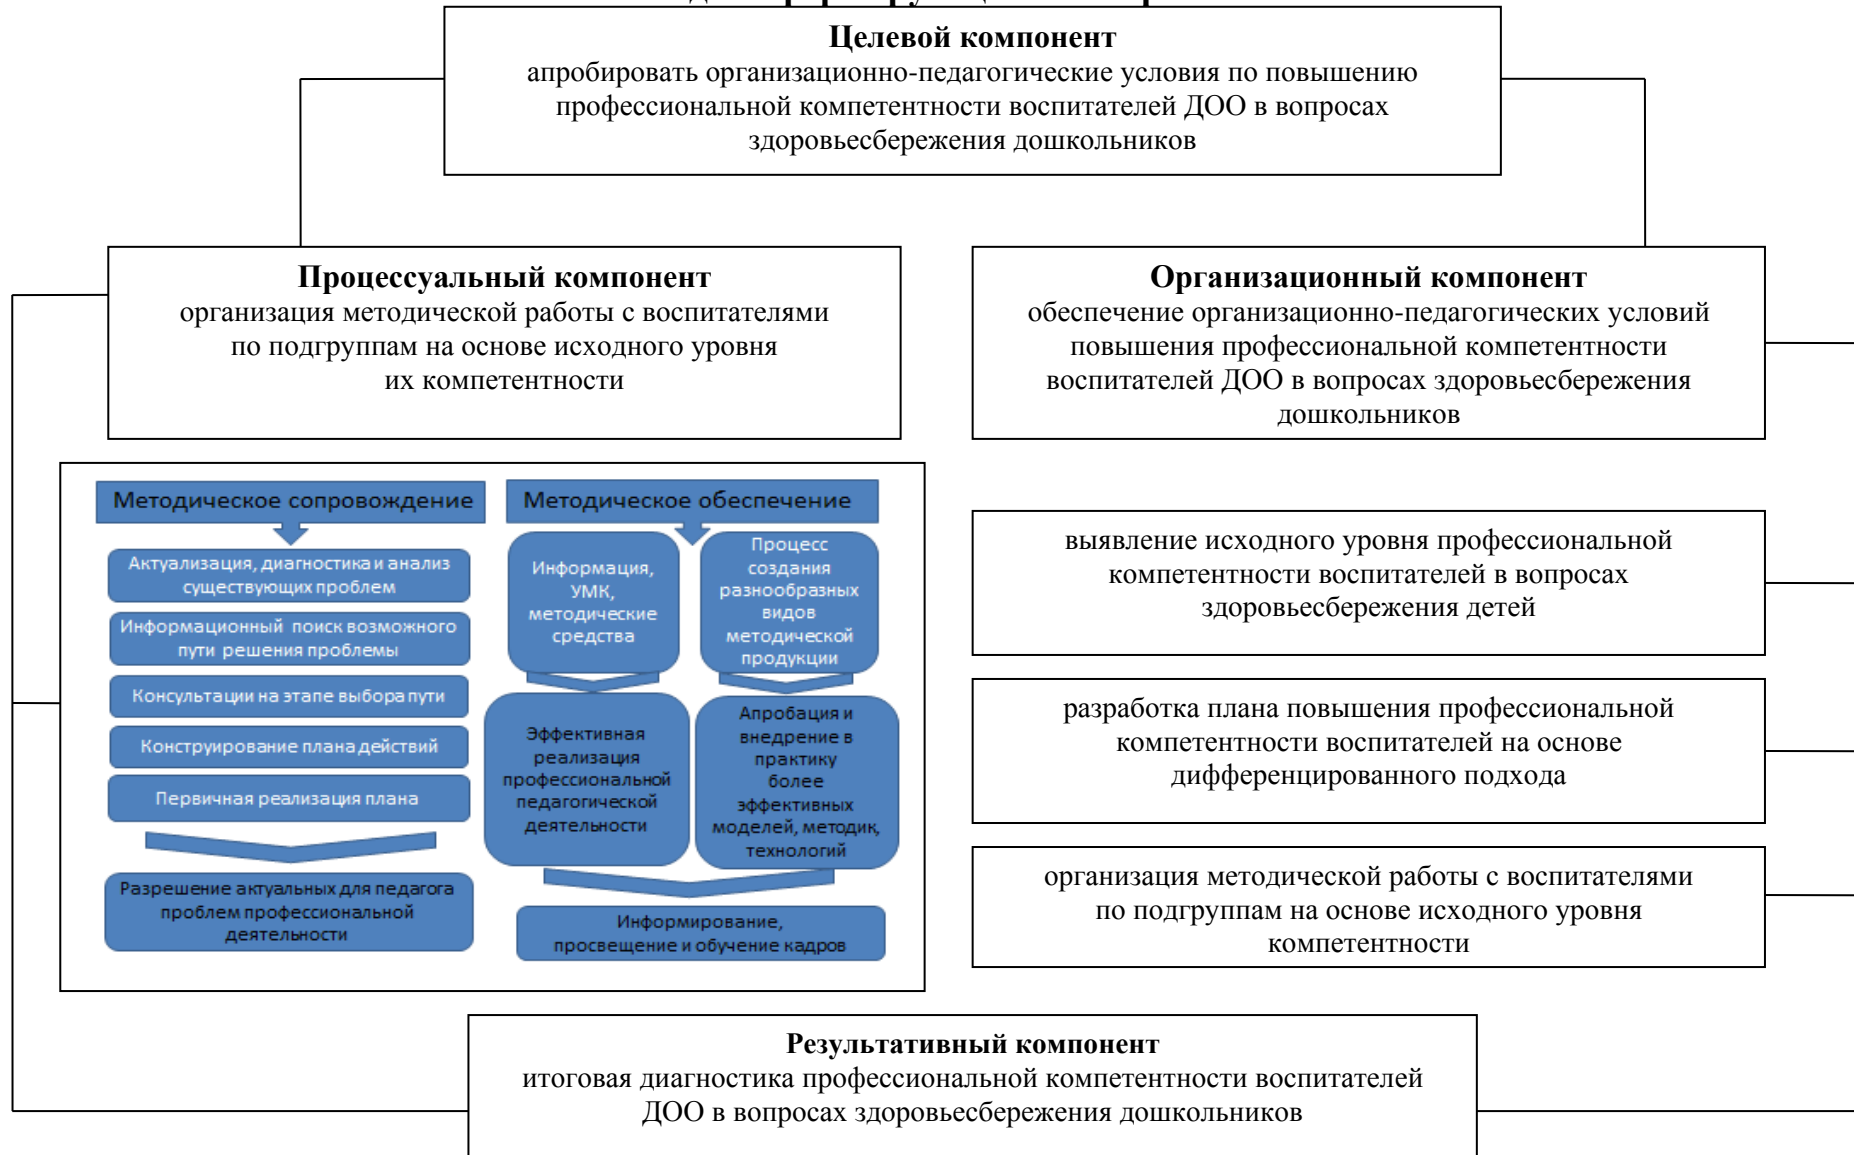 Целевой компонент
апробировать организационно-педагогические условия по повышению
профессиональной компетентности воспитателей ДОО в вопросах
здоровьесбережения дошкольников
Процессуальный компонент
организация методической работы с воспитателями
по подгруппам на основе исходного уровня
их компетентности
Организационный компонент
обеспечение организационно-педагогических условий
повышения профессиональной компетентности
воспитателей ДОО в вопросах здоровьесбережения
дошкольников
Методическое сопровождение
Актуализация, диагностика и анализ
существующих проблем
Информационный поиск возможного
пути решения проблемы
Консультации на этапе выбора пути
Конструирование плана действий
Первичная реализация плана
Разрешение актуальных для педагога
проблем профессиональной
деятельности
Методическое обеспечение
Информация,
УМК,
методические
средства
Процесс
создания
разнообразных
видов
методической
продукции
Эффективная
реализация
профессиональной
педагогической
деятельности
Апробация и
внедрение в
практику
более
эффективных
моделей, методик,
технологий
Информирование,
просвещение и обучение кадров
выявление исходного уровня профессиональной
компетентности воспитателей в вопросах
здоровьесбережения детей
разработка плана повышения профессиональной
компетентности воспитателей на основе
дифференцированного подхода
организация методической работы с воспитателями
по подгруппам на основе исходного уровня
компетентности
Результативный компонент
итоговая диагностика профессиональной компетентности воспитателей
ДОО в вопросах здоровьесбережения дошкольников